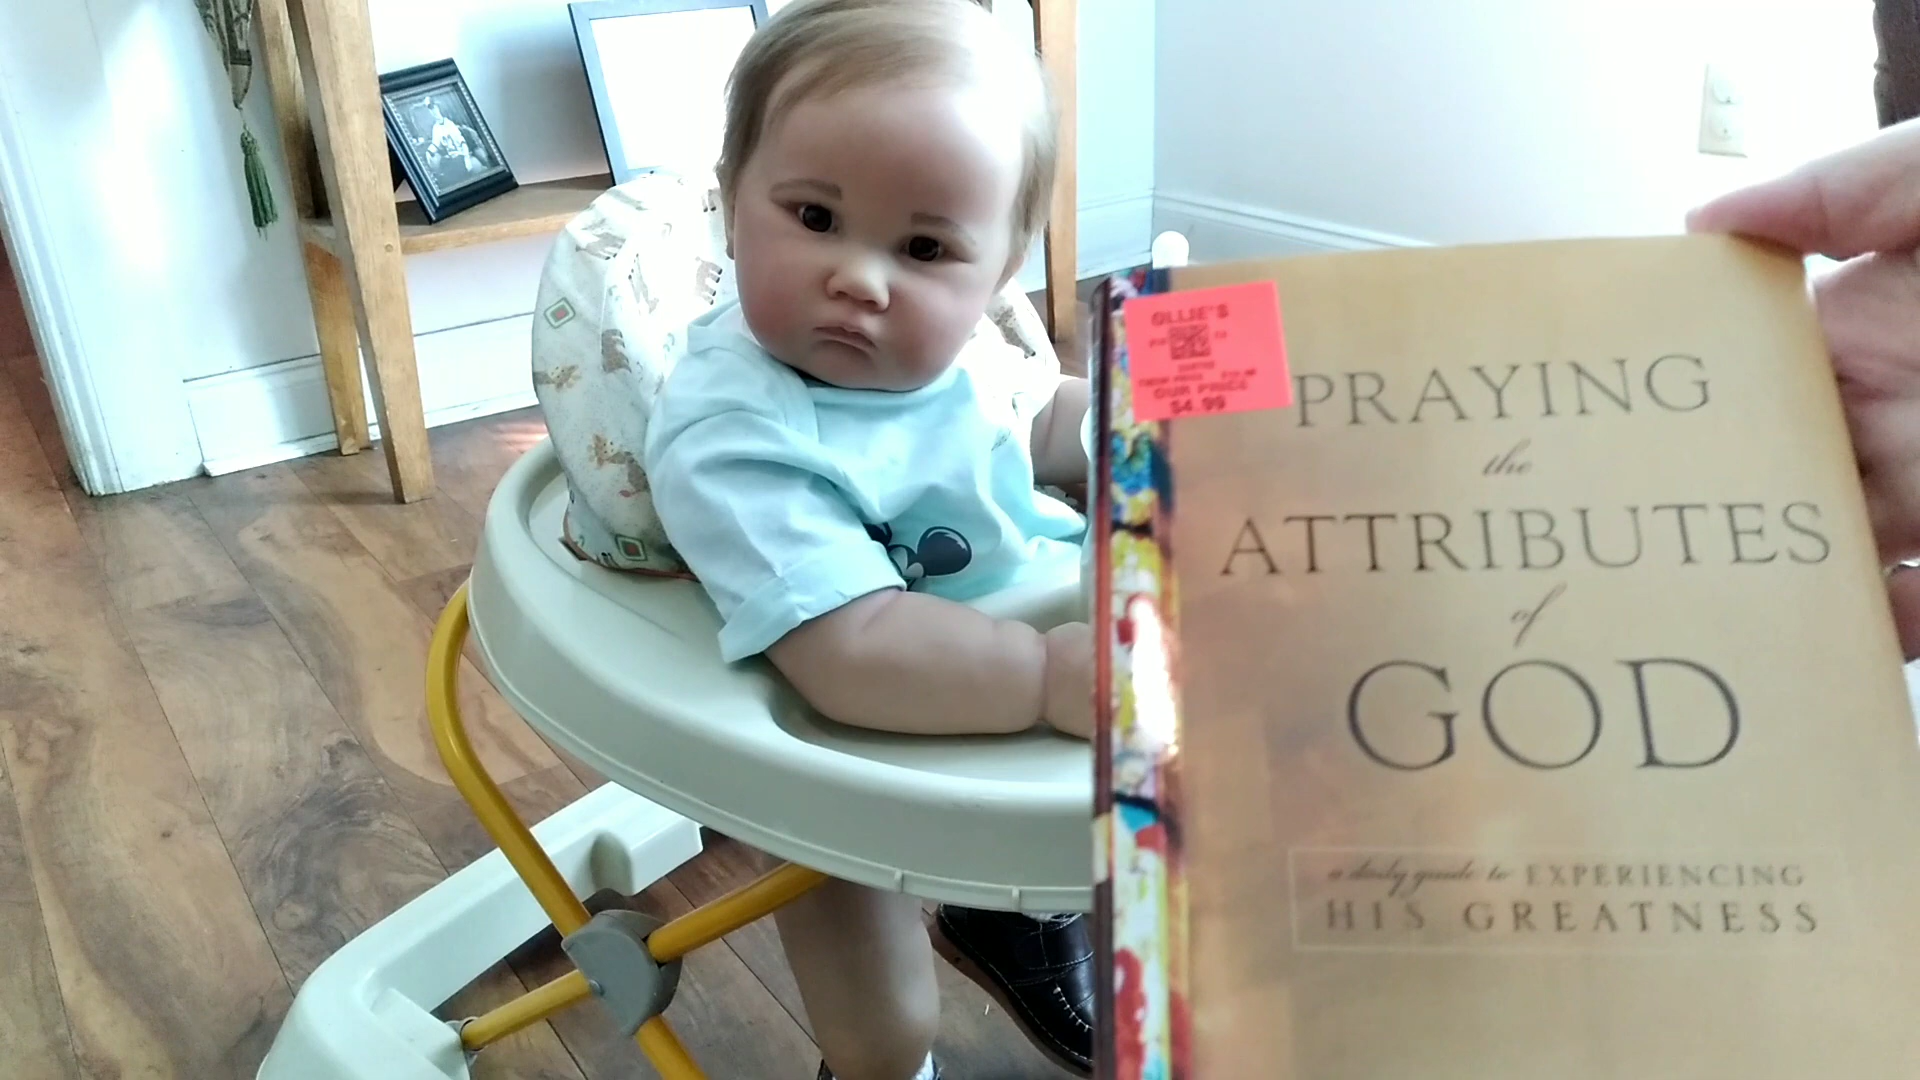 OLLIE'S
OUR PRICE
$4.99
PRAYING
the
ATTRIBUTES
of
GOD
a daily guide to EXPERIENCING
HIS GREATNESS